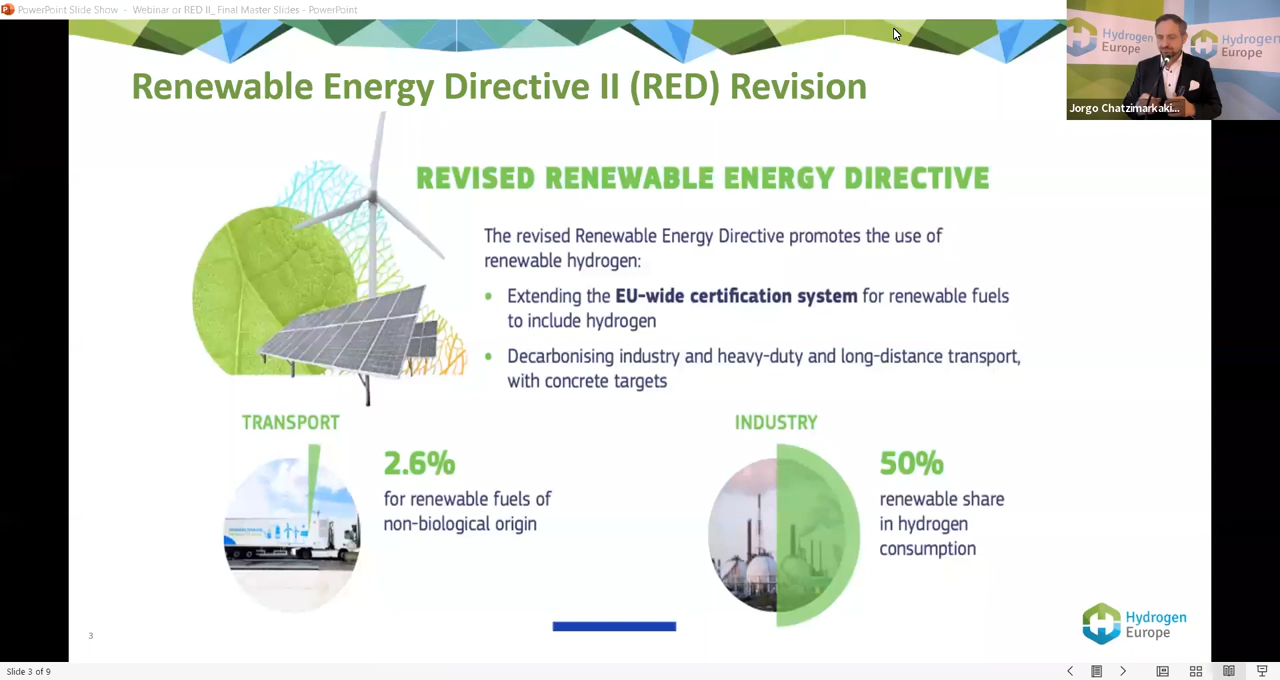 PowerPoint Slide Show - Webinar or RED II_ Final Master Slides - PowerPoint
Hydrogen
Europe
Hydrogen
Europe
Jorgo Chatzimarkaki...
Renewable Energy Directive II (RED) Revision
REVISED RENEWABLE ENERGY DIRECTIVE
The revised Renewable Energy Directive promotes the use of
renewable hydrogen:
• Extending the EU-wide certification system for renewable fuels
to include hydrogen
• Decarbonising industry and heavy-duty and long-distance transport,
with concrete targets
TRANSPORT
2.6%
for renewable fuels of
non-biological origin
INDUSTRY
50%
renewable share
in hydrogen
consumption
3
Hydrogen
Europe
Slide 3 of 9